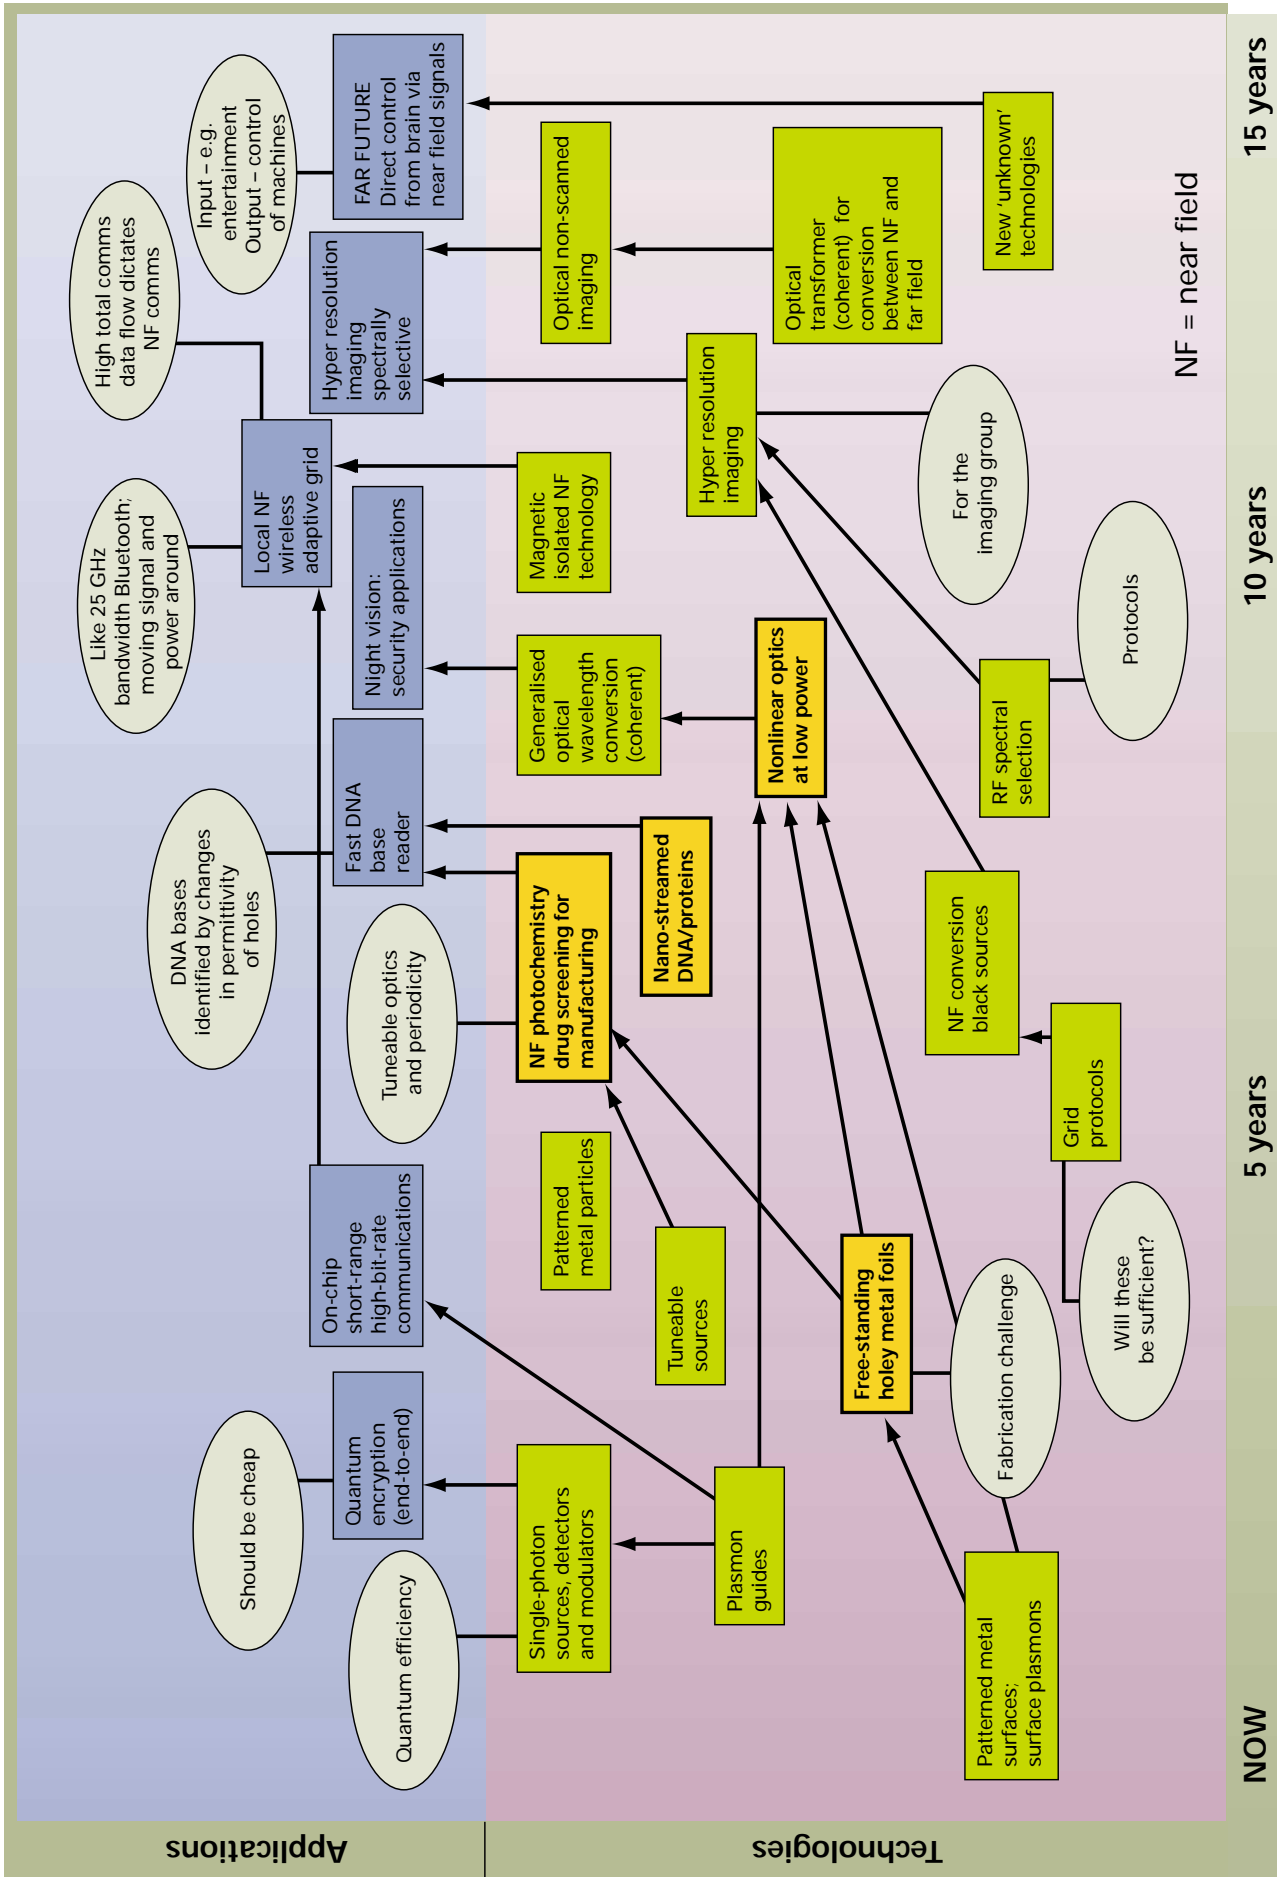 Applications
Should be cheap
Quantum efficiency
Quantum
encryption
(end-to-end)
On-chip
short-range
high-bit-rate
communications
DNA bases
identified by changes
in permittivity
of holes
Tuneable optics
and periodicity
Fast DNA
base
reader
Like 25 GHz
bandwidth Bluetooth;
moving signal and
power around
Night vision:
security applications
Local NF
wireless
adaptive grid
High total comms
data flow dictates
NF comms
Hyper resolution
imaging
spectrally
selective
Input – e.g.
entertainment
Output – control
of machines
FAR FUTURE
Direct control
from brain via
near field signals
Technologies
Single-photon
sources, detectors
and modulators
Plasmon
guides
Patterned metal
surfaces;
surface plasmons
Patterned
metal particles
Tuneable
sources
Free-standing
holey metal foils
Fabrication challenge
Will these
be sufficient?
Grid
protocols
NF photochemistry
drug screening for
manufacturing
Nano-streamed
DNA/proteins
NF conversion
black sources
Generalised
optical
wavelength
conversion
(coherent)
Nonlinear optics
at low power
RF spectral
selection
Protocols
Magnetic
isolated NF
technology
Hyper resolution
imaging
For the
imaging group
Optical non-scanned
imaging
Optical
transformer
(coherent) for
conversion
between NF and
far field
New ‘unknown’
technologies
NF = near field
NOW
5 years
10 years
15 years